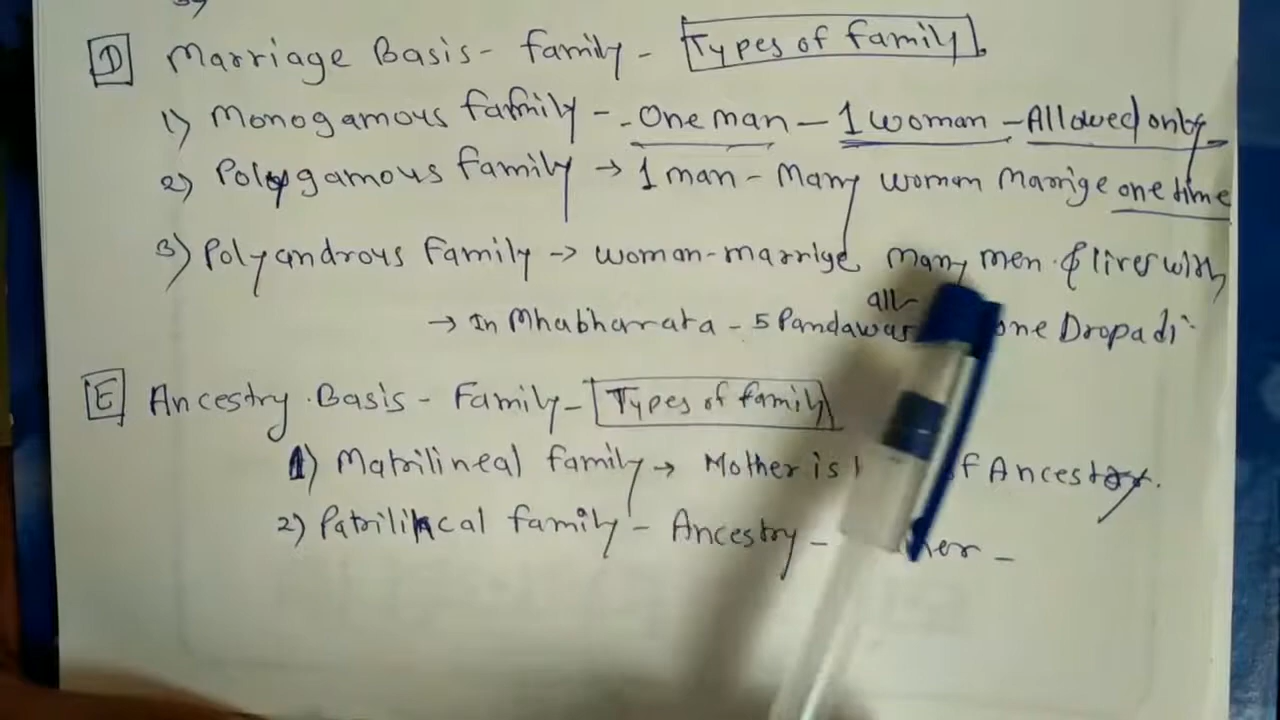 D Marriage Basis - family - Types of family.
1) Monogamous family - - One man - 1 woman - Allowed only
2) Polygamous family → 1 man - Many woman Marrige one time
3) Polyandrous family → woman - marrige many men & lives with
all
→ In Mhabharata - 5 Pandawas one Dropadi
E Ancestry Basis - Family - Types of family
1) Matrilineal family → Mother is of Ancestry.
2) Patrilineal family - Ancestry -